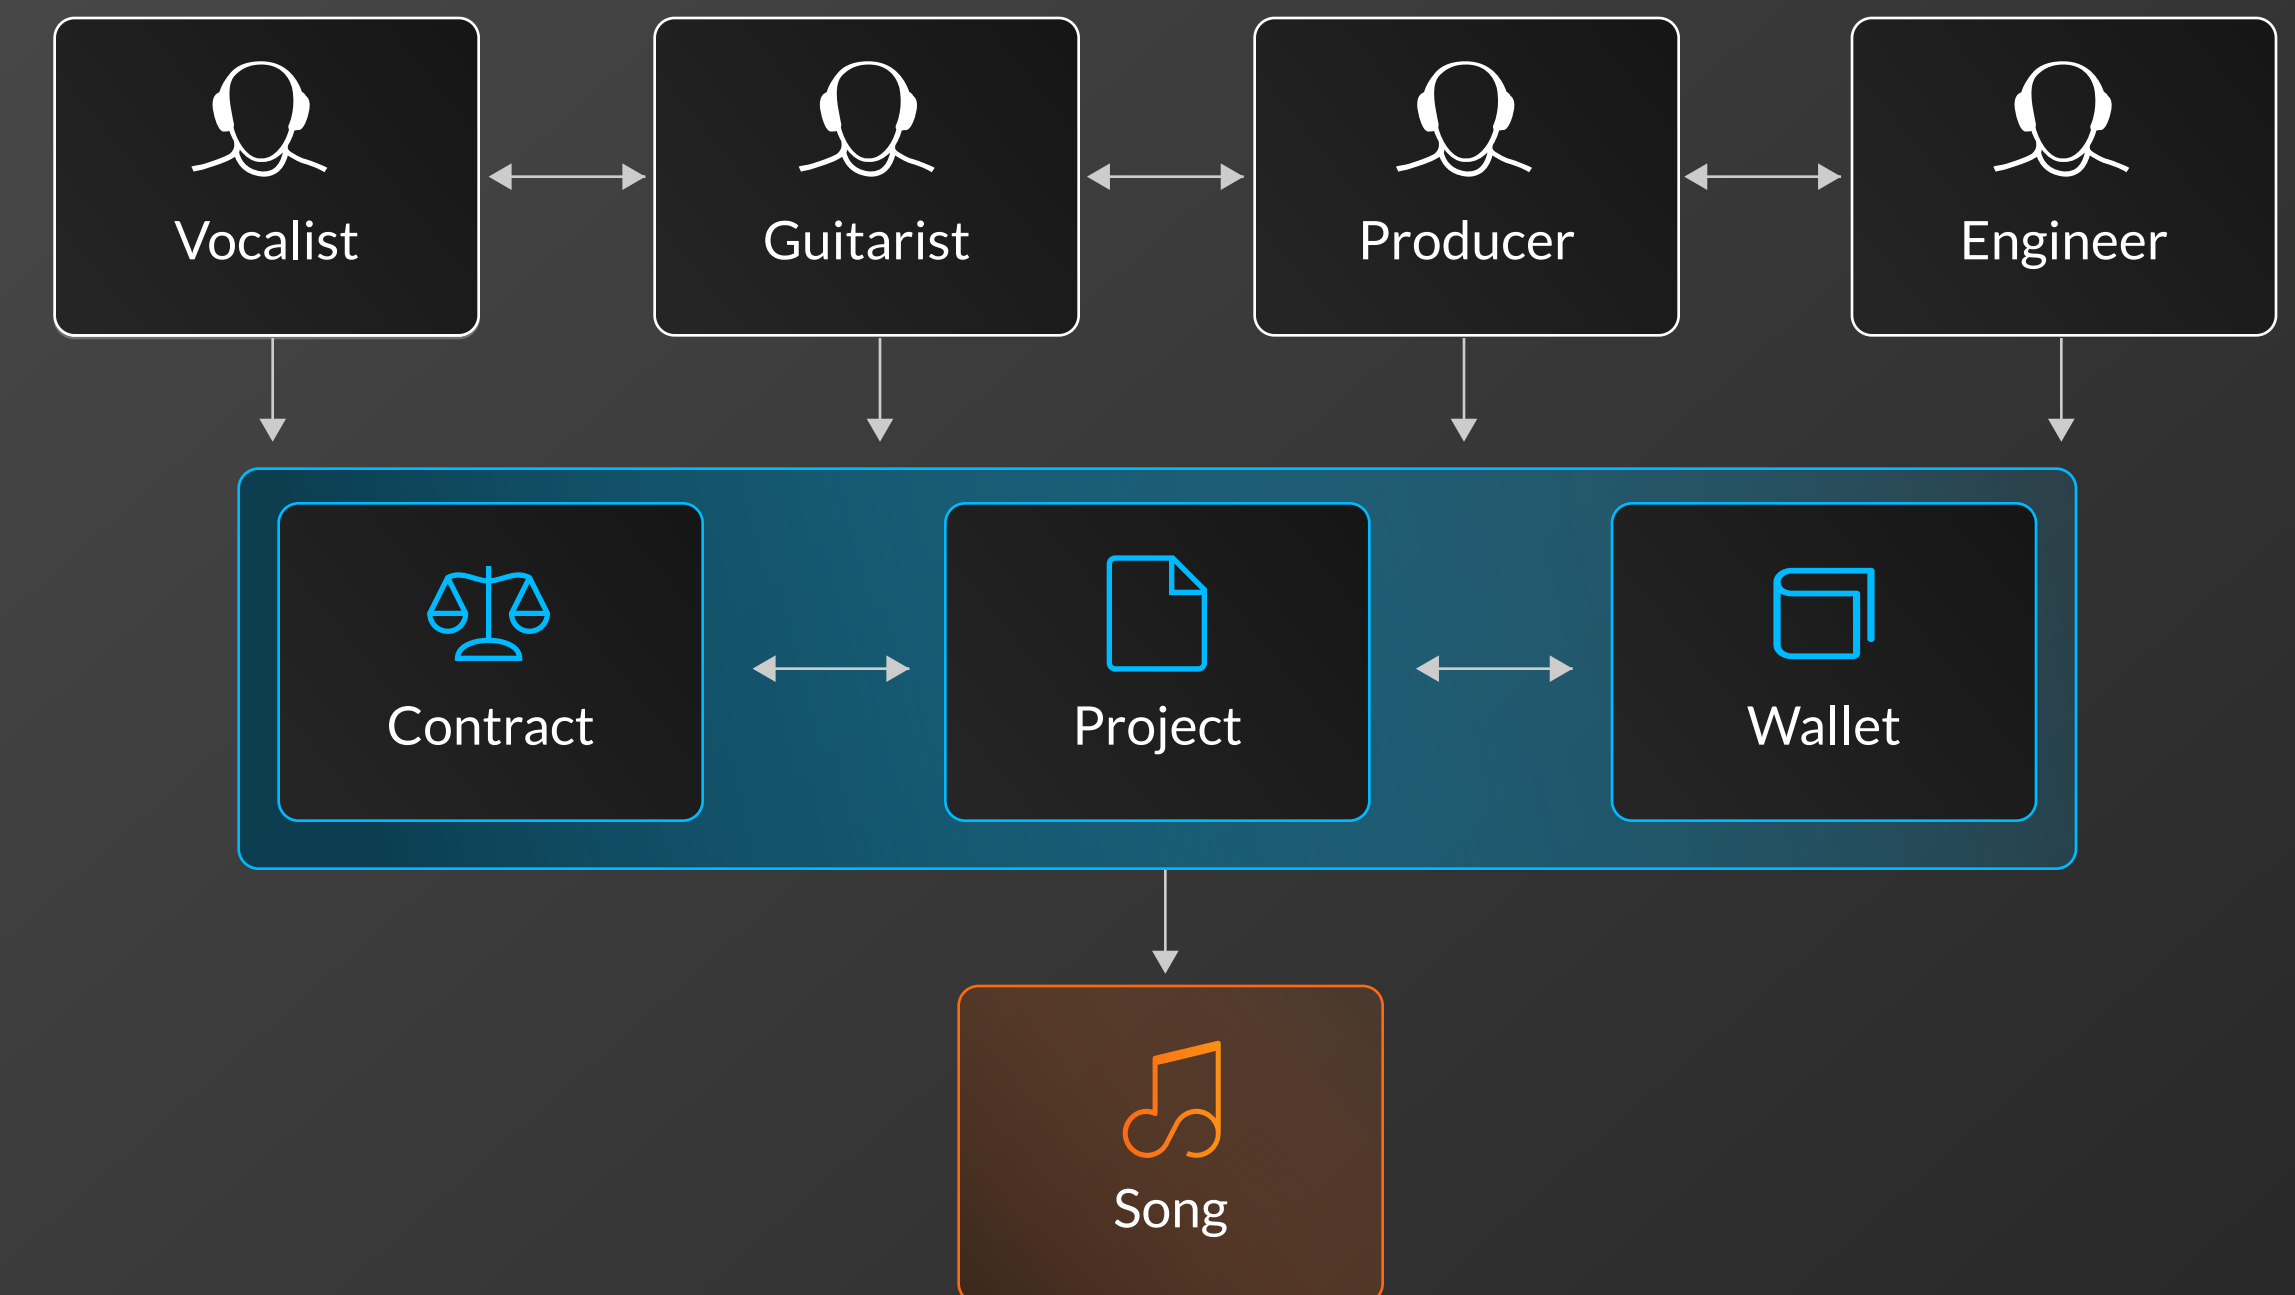 Vocalist
Guitarist
Producer
Engineer
Contract
Project
Wallet
Song